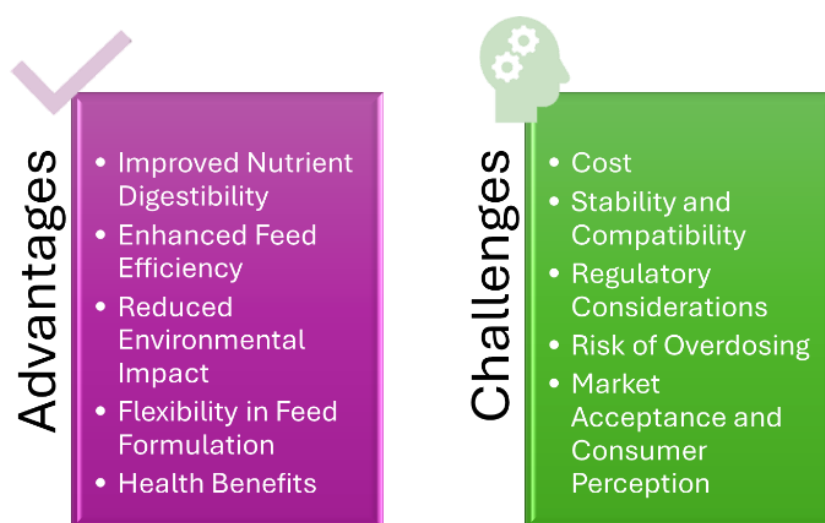 Advantages
• Improved Nutrient
Digestibility
• Enhanced Feed
Efficiency
• Reduced
Environmental
Impact
• Flexibility in Feed
Formulation
• Health Benefits
Challenges
• Cost
• Stability and
Compatibility
• Regulatory
Considerations
• Risk of Overdosing
• Market
Acceptance and
Consumer
Perception